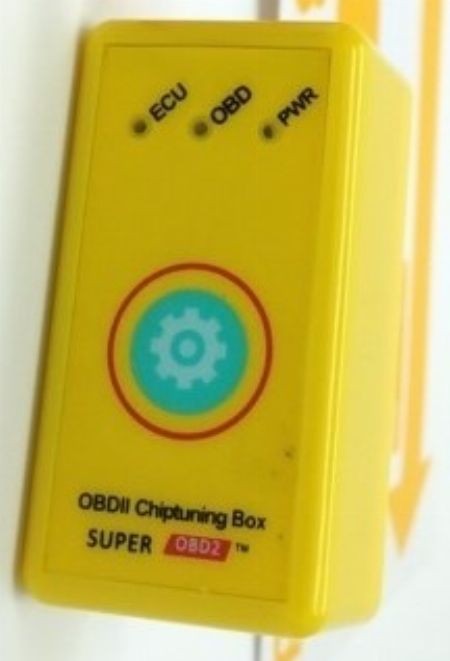 ECU OBD PWR
OBDII Chiptuning Box
SUPER OBD2 ™